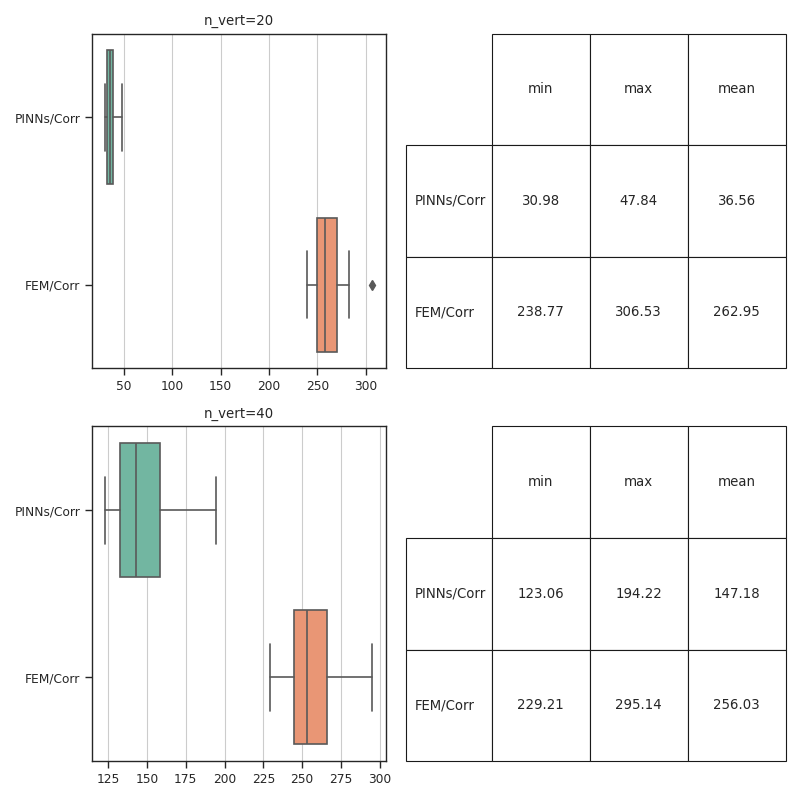 n_vert=20
PINNs/Corr
FEM/Corr
50 100 150 200 250 300
min max mean
PINNs/Corr 30.98 47.84 36.56
FEM/Corr 238.77 306.53 262.95
n_vert=40
PINNs/Corr
FEM/Corr
125 150 175 200 225 250 275 300
min max mean
PINNs/Corr 123.06 194.22 147.18
FEM/Corr 229.21 295.14 256.03